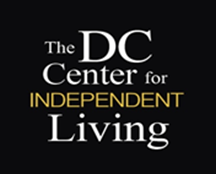 The DC
Center for
INDEPENDENT
Living